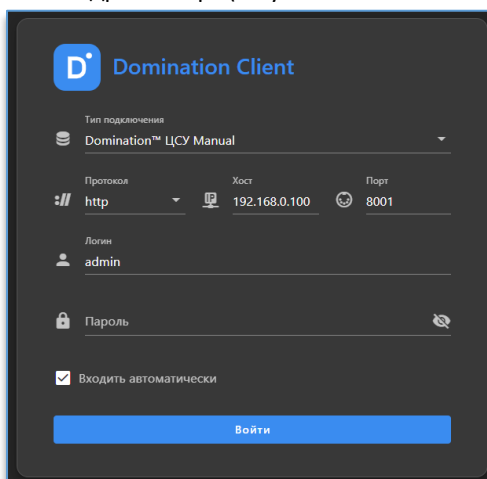 D
Domination Client
Тип подключения
Domination™ ЦСУ Manual
Протокол Хост Порт
:// http 192.168.0.100 8001
Логин
admin
Пароль
Входить автоматически
Войти